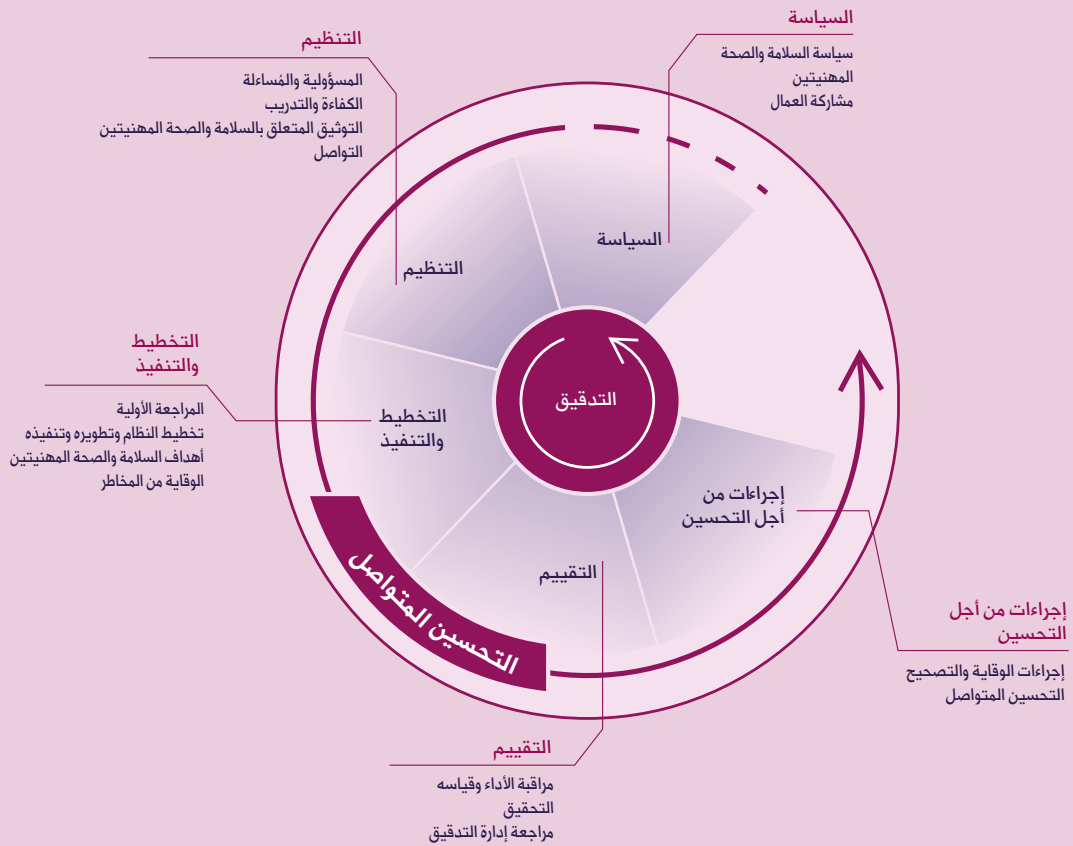 السياسة
سياسة السلامة والصحة
المهنيتين
مشاركة العمال
التنظيم
المسؤولية والمُساءلة
الكفاءة والتدريب
التوثيق المتعلق بالسلامة والصحة المهنيتين
التواصل
السياسة
التنظيم
التخطيط
والتنفيذ
المراجعة الأولية
تخطيط النظام وتطويره وتنفيذه
أهداف السلامة والصحة المهنيتين
الوقاية من المخاطر
التخطيط
والتنفيذ
التدقيق
إجراءات من
أجل التحسين
التقييم
التحسين المتواصل
إجراءات من أجل
التحسين
إجراءات الوقاية والتصحيح
التحسين المتواصل
التقييم
مراقبة الأداء وقياسه
التحقيق
مراجعة إدارة التدقيق